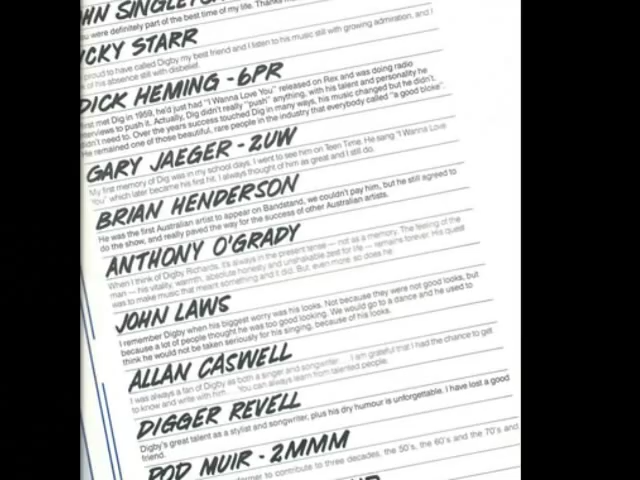 HN SINGLETON
u were definitely part of the best time of my life. Thanks
ICKY STARR
proud to have called Digby my best friend and I listen to his music still with growing admiration, and I
of his absence still with disbelief.
DICK HEMING - 6PR
first met Dig in 1959, he'd just had "I Wanna Love You" released on Rex and was doing radio
nterviews to push it. Actually, Dig didn't really "push" anything, with his talent and personality he
didn't need to. Over the years success touched Dig in many ways, his music changed but he didn't.
He remained one of those beautiful, rare people in the industry that everybody called "a good bloke".
GARY JAEGER - 2UW
My first memory of Dig was in my school days. I went to see him on Teen Time. He sang "I Wanna Love
You" which later became his first hit. I always thought of him as great and I still do.
BRIAN HENDERSON
He was the first Australian artist to appear on Bandstand, we couldn't pay him, but he still agreed to
do the show, and really paved the way for the success of other Australian artists.
ANTHONY O'GRADY
When I think of Digby Richards, it's always in the present tense — not as a memory. The feeling of the
man — his vitality, warmth, absolute honesty and unshakable zest for life — remains forever. His quest
was to make music that meant something and it did. But, even more so does he.
JOHN LAWS
I remember Digby when his biggest worry was his looks. Not because they were not good looks, but
because a lot of people thought he was too good looking. We would go to a dance and he used to
think he would not be taken seriously for his singing, because of his looks.
ALLAN CASWELL
I was always a fan of Digby as both a singer and songwriter. . . I am grateful that I had the chance to get
to know and write with him. . . You can always learn from talented people.
DIGGER REVELL
Digby's great talent as a stylist and songwriter, plus his dry humour is unforgettable. I have lost a good
friend.
ROD MUIR - 2MMM
former to contribute to three decades, the 50's, the 60's and the 70's and